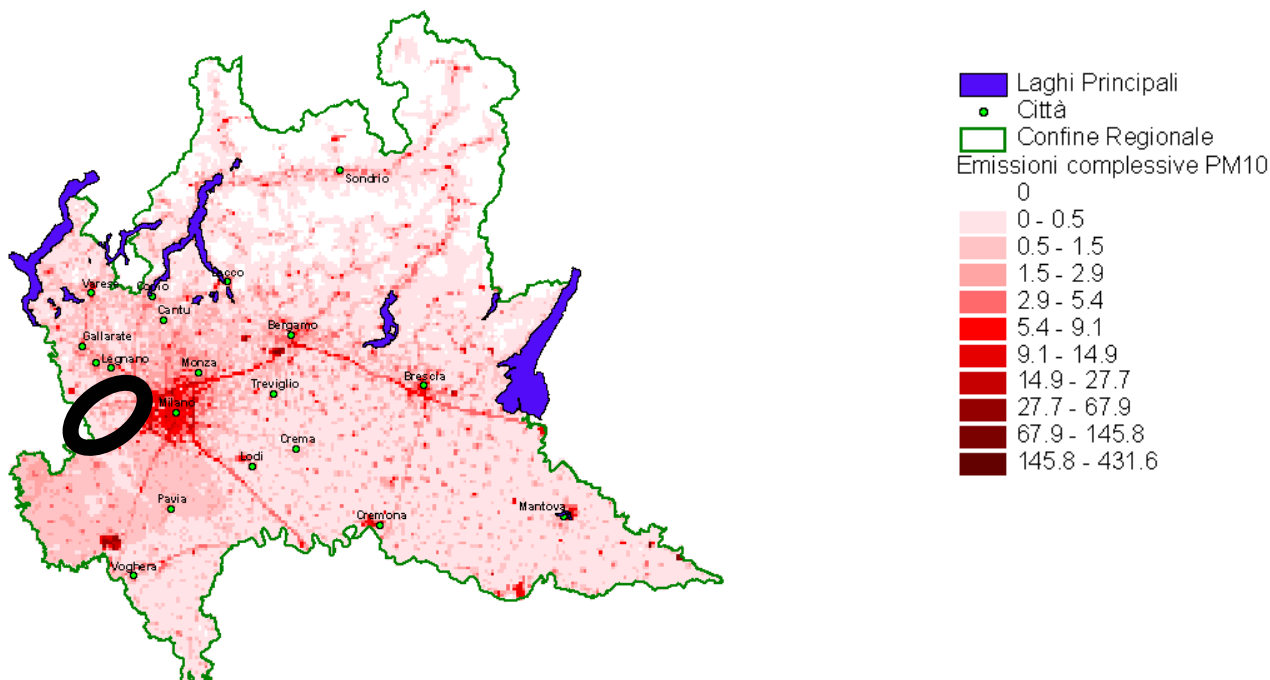 Sondrio
Lecco
Varese
Como
Cantu
Gallarate
Bergamo
Legnano
Monza
Brescia
Treviglio
Milano
Crema
Lodi
Pavia
Cremona
Mantova
Voghera
Laghi Principali
Città
Confine Regionale
Emissioni complessive PM10
0
0 - 0.5
0.5 - 1.5
1.5 - 2.9
2.9 - 5.4
5.4 - 9.1
9.1 - 14.9
14.9 - 27.7
27.7 - 67.9
67.9 - 145.8
145.8 - 431.6